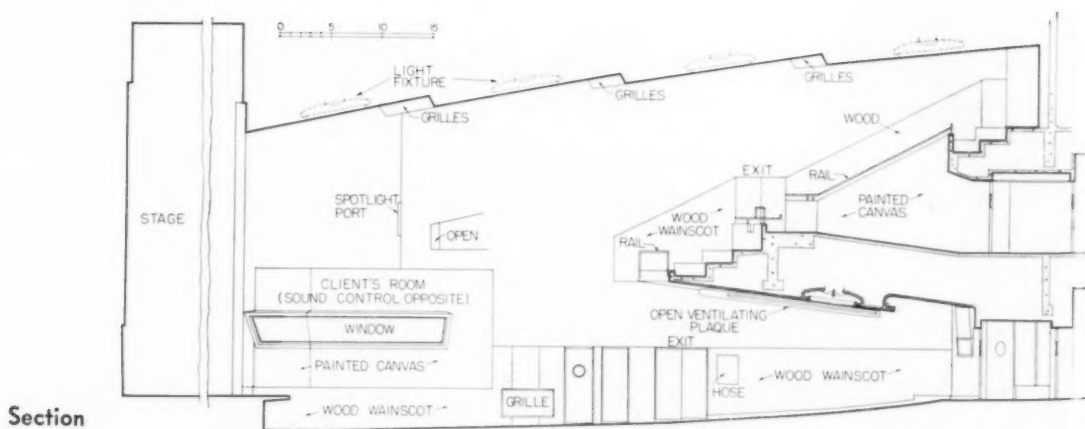 0 5 10 15
LIGHT
FIXTURE
GRILLES
GRILLES
GRILLES
WOOD
EXIT
RAIL
SPOTLIGHT
PORT
OPEN
WOOD
WAINSCOT
PAINTED
CANVAS
STAGE
RAIL
CLIENT'S ROOM
(SOUND CONTROL OPPOSITE)
WINDOW
OPEN VENTILATING
PLAQUE
EXIT
PAINTED CANVAS
HOSE
WOOD WAINSCOT
GRILLE
WOOD WAINSCOT
Section